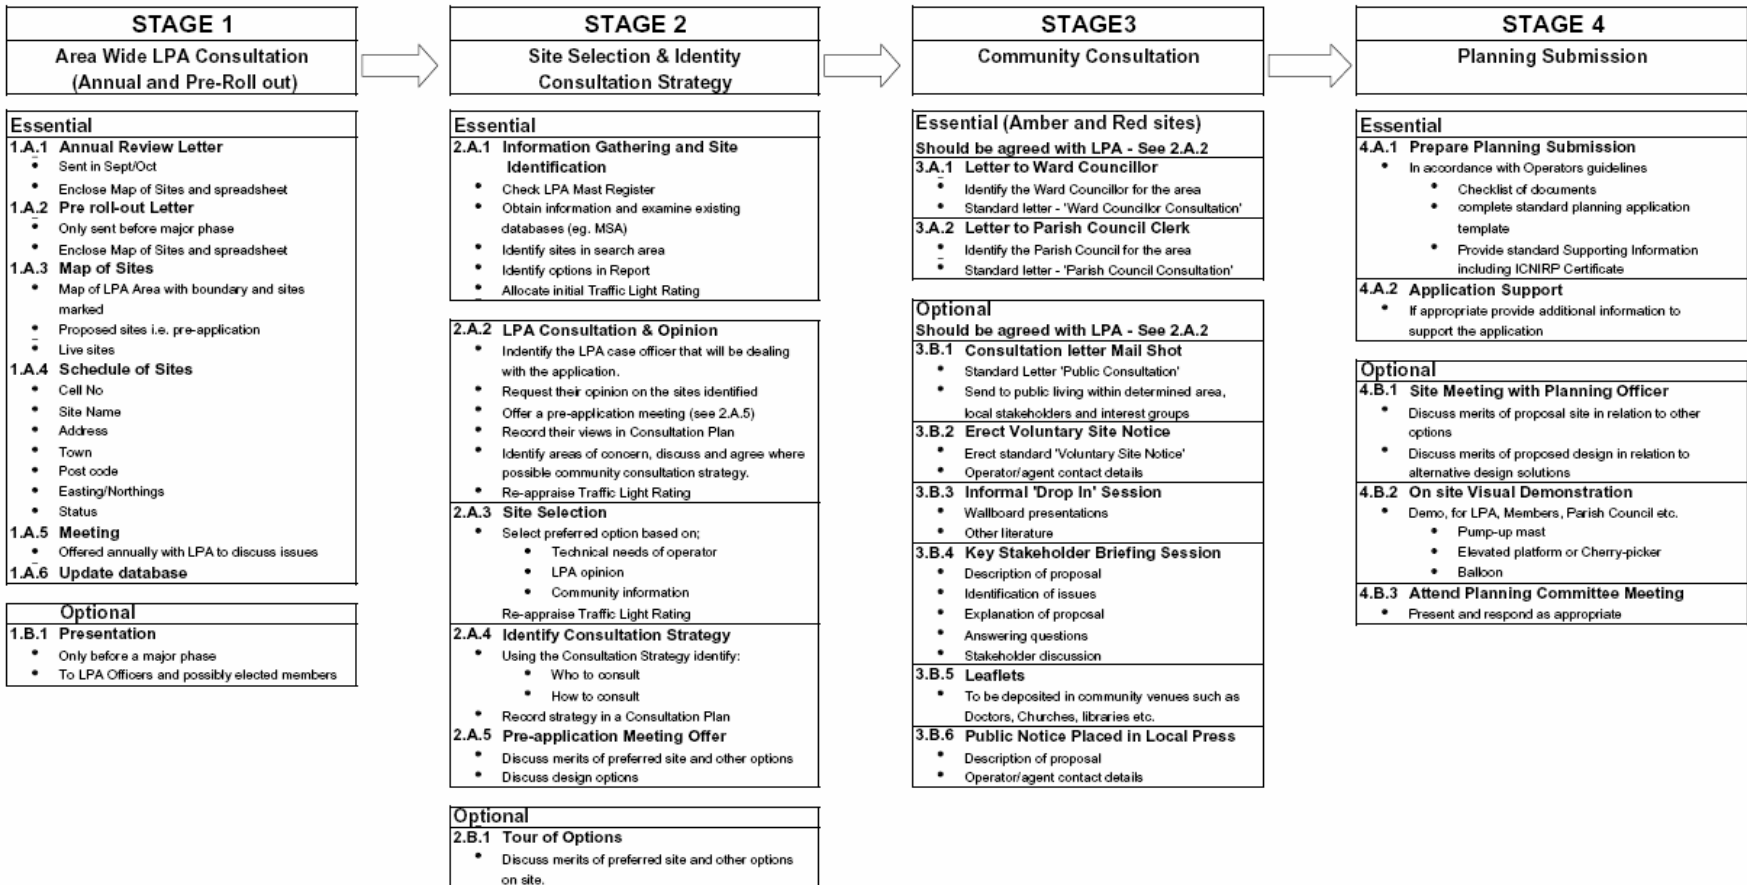 STAGE 1
Area Wide LPA Consultation
(Annual and Pre-Roll out)
Essential
1.A.1 Annual Review Letter
• Sent in Sept/Oct
• Enclose Map of Sites and spreadsheet
1.A.2 Pre roll-out Letter
• Only sent before major phase
• Enclose Map of Sites and spreadsheet
1.A.3 Map of Sites
• Map of LPA Area with boundary and sites
marked
• Proposed sites i.e. pre-application
• Live sites
1.A.4 Schedule of Sites
• Cell No
• Site Name
• Address
• Town
• Post code
• Easting/Northings
• Status
1.A.5 Meeting
• Offered annually with LPA to discuss issues
1.A.6 Update database
Optional
1.B.1 Presentation
• Only before a major phase
• To LPA Officers and possibly elected members
STAGE 2
Site Selection & Identity
Consultation Strategy
Essential
2.A.1 Information Gathering and Site
Identification
• Check LPA Mast Register
• Obtain information and examine existing
databases (eg. MSA)
• Identify sites in search area
• Identify options in Report
• Allocate initial Traffic Light Rating
2.A.2 LPA Consultation & Opinion
• Indentify the LPA case officer that will be dealing
with the application.
• Request their opinion on the sites identified
• Offer a pre-application meeting (see 2.A.5)
• Record their views in Consultation Plan
• Identify areas of concern, discuss and agree where
possible community consultation strategy.
• Re-appraise Traffic Light Rating
2.A.3 Site Selection
• Select preferred option based on;
• Technical needs of operator
• LPA opinion
• Community information
Re-appraise Traffic Light Rating
2.A.4 Identify Consultation Strategy
• Using the Consultation Strategy identify:
• Who to consult
• How to consult
• Record strategy in a Consultation Plan
2.A.5 Pre-application Meeting Offer
• Discuss merits of preferred site and other options
• Discuss design options
Optional
2.B.1 Tour of Options
• Discuss merits of preferred site and other options
on site.
STAGE3
Community Consultation
Essential (Amber and Red sites)
Should be agreed with LPA - See 2.A.2
3.A.1 Letter to Ward Councillor
• Identify the Ward Councillor for the area
• Standard letter - 'Ward Councillor Consultation'
3.A.2 Letter to Parish Council Clerk
• Identify the Parish Council for the area
• Standard letter - 'Parish Council Consultation'
Optional
Should be agreed with LPA - See 2.A.2
3.B.1 Consultation letter Mail Shot
• Standard Letter 'Public Consultation'
• Send to public living within determined area,
local stakeholders and interest groups
3.B.2 Erect Voluntary Site Notice
• Erect standard 'Voluntary Site Notice'
• Operator/agent contact details
3.B.3 Informal 'Drop In' Session
• Wallboard presentations
• Other literature
3.B.4 Key Stakeholder Briefing Session
• Description of proposal
• Identification of issues
• Explanation of proposal
• Answering questions
• Stakeholder discussion
3.B.5 Leaflets
• To be deposited in community venues such as
Doctors, Churches, libraries etc.
3.B.6 Public Notice Placed in Local Press
• Description of proposal
• Operator/agent contact details
STAGE 4
Planning Submission
Essential
4.A.1 Prepare Planning Submission
• In accordance with Operators guidelines
• Checklist of documents
• complete standard planning application
template
• Provide standard Supporting Information
including ICNIRP Certificate
4.A.2 Application Support
• If appropriate provide additional information to
support the application
Optional
4.B.1 Site Meeting with Planning Officer
• Discuss merits of proposal site in relation to other
options
• Discuss merits of proposed design in relation to
alternative design solutions
4.B.2 On site Visual Demonstration
• Demo, for LPA, Members, Parish Council etc.
• Pump-up mast
• Elevated platform or Cherry-picker
• Balloon
4.B.3 Attend Planning Committee Meeting
• Present and respond as appropriate